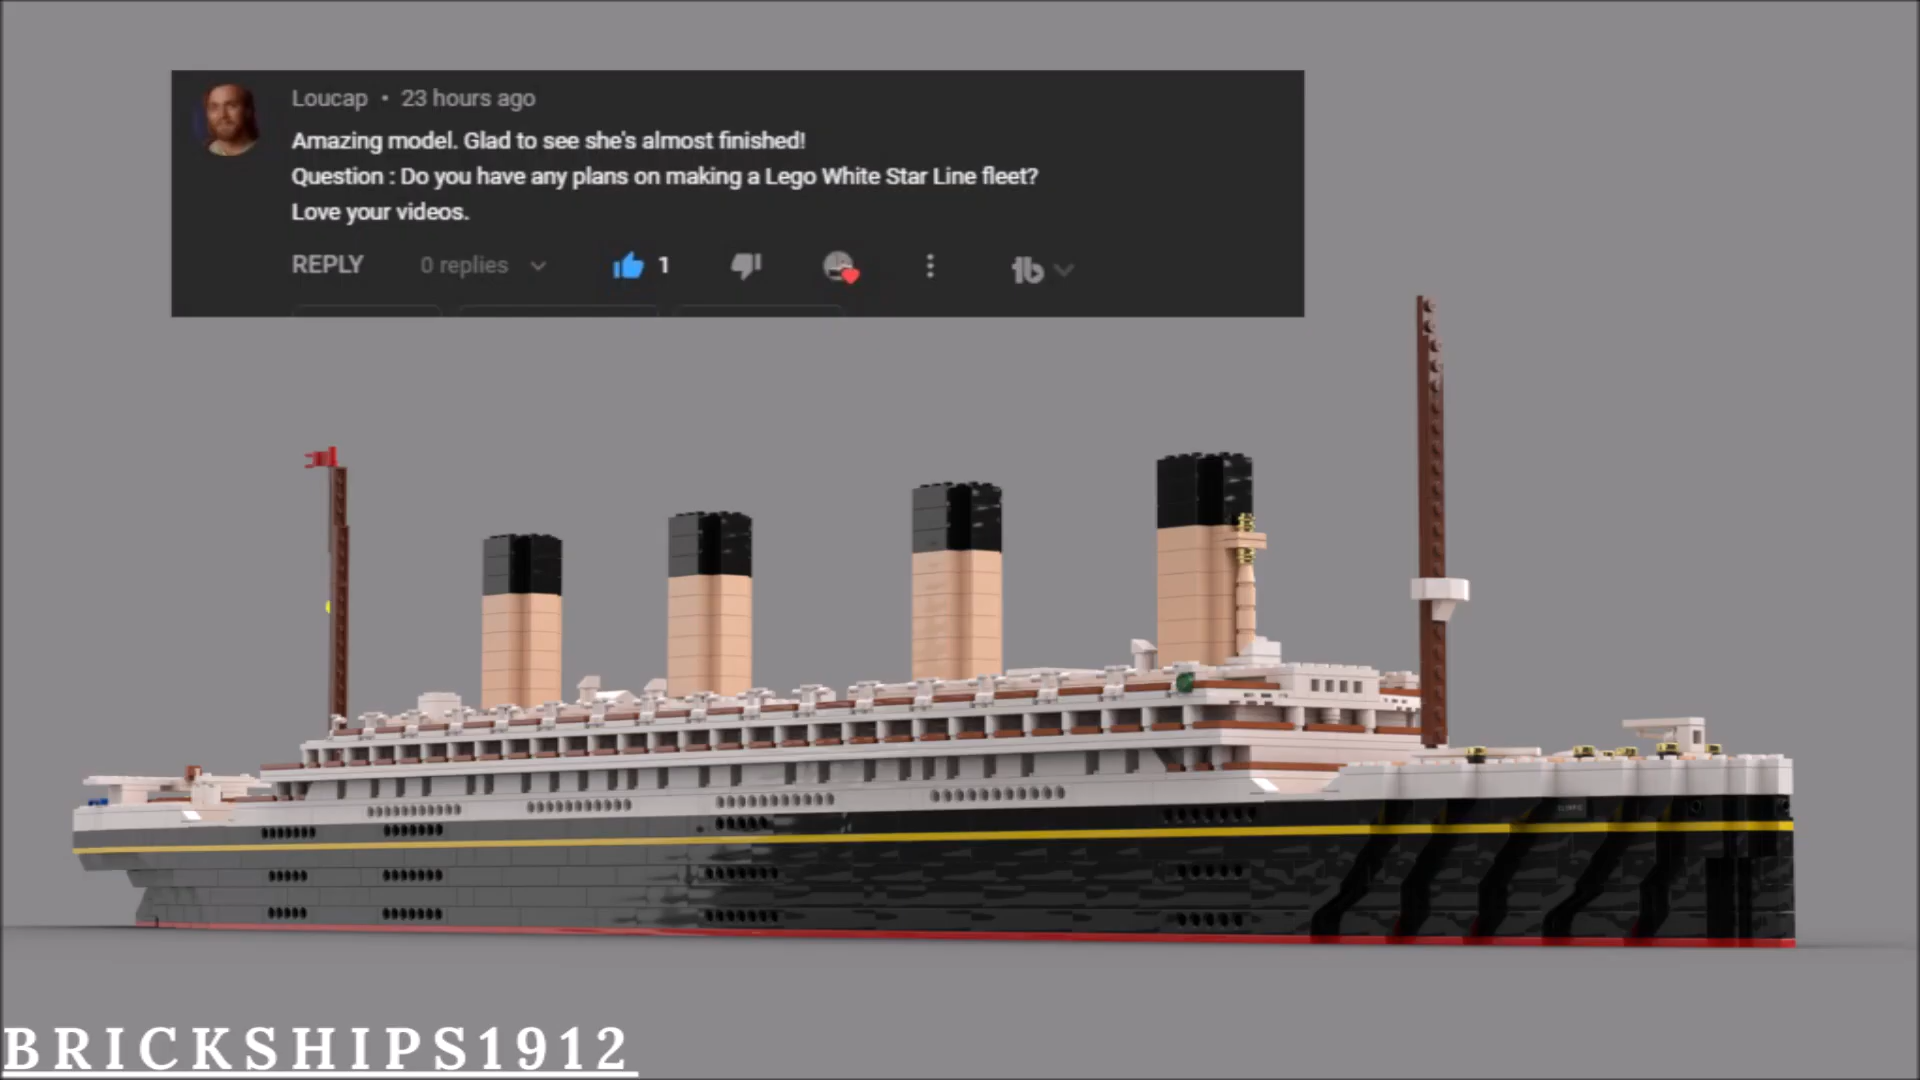 Loucap • 23 hours ago
Amazing model. Glad to see she's almost finished!
Question : Do you have any plans on making a Lego White Star Line fleet?
Love your videos.
REPLY 0 replies 1
OLYMPIC
BRICKSHIPS1912